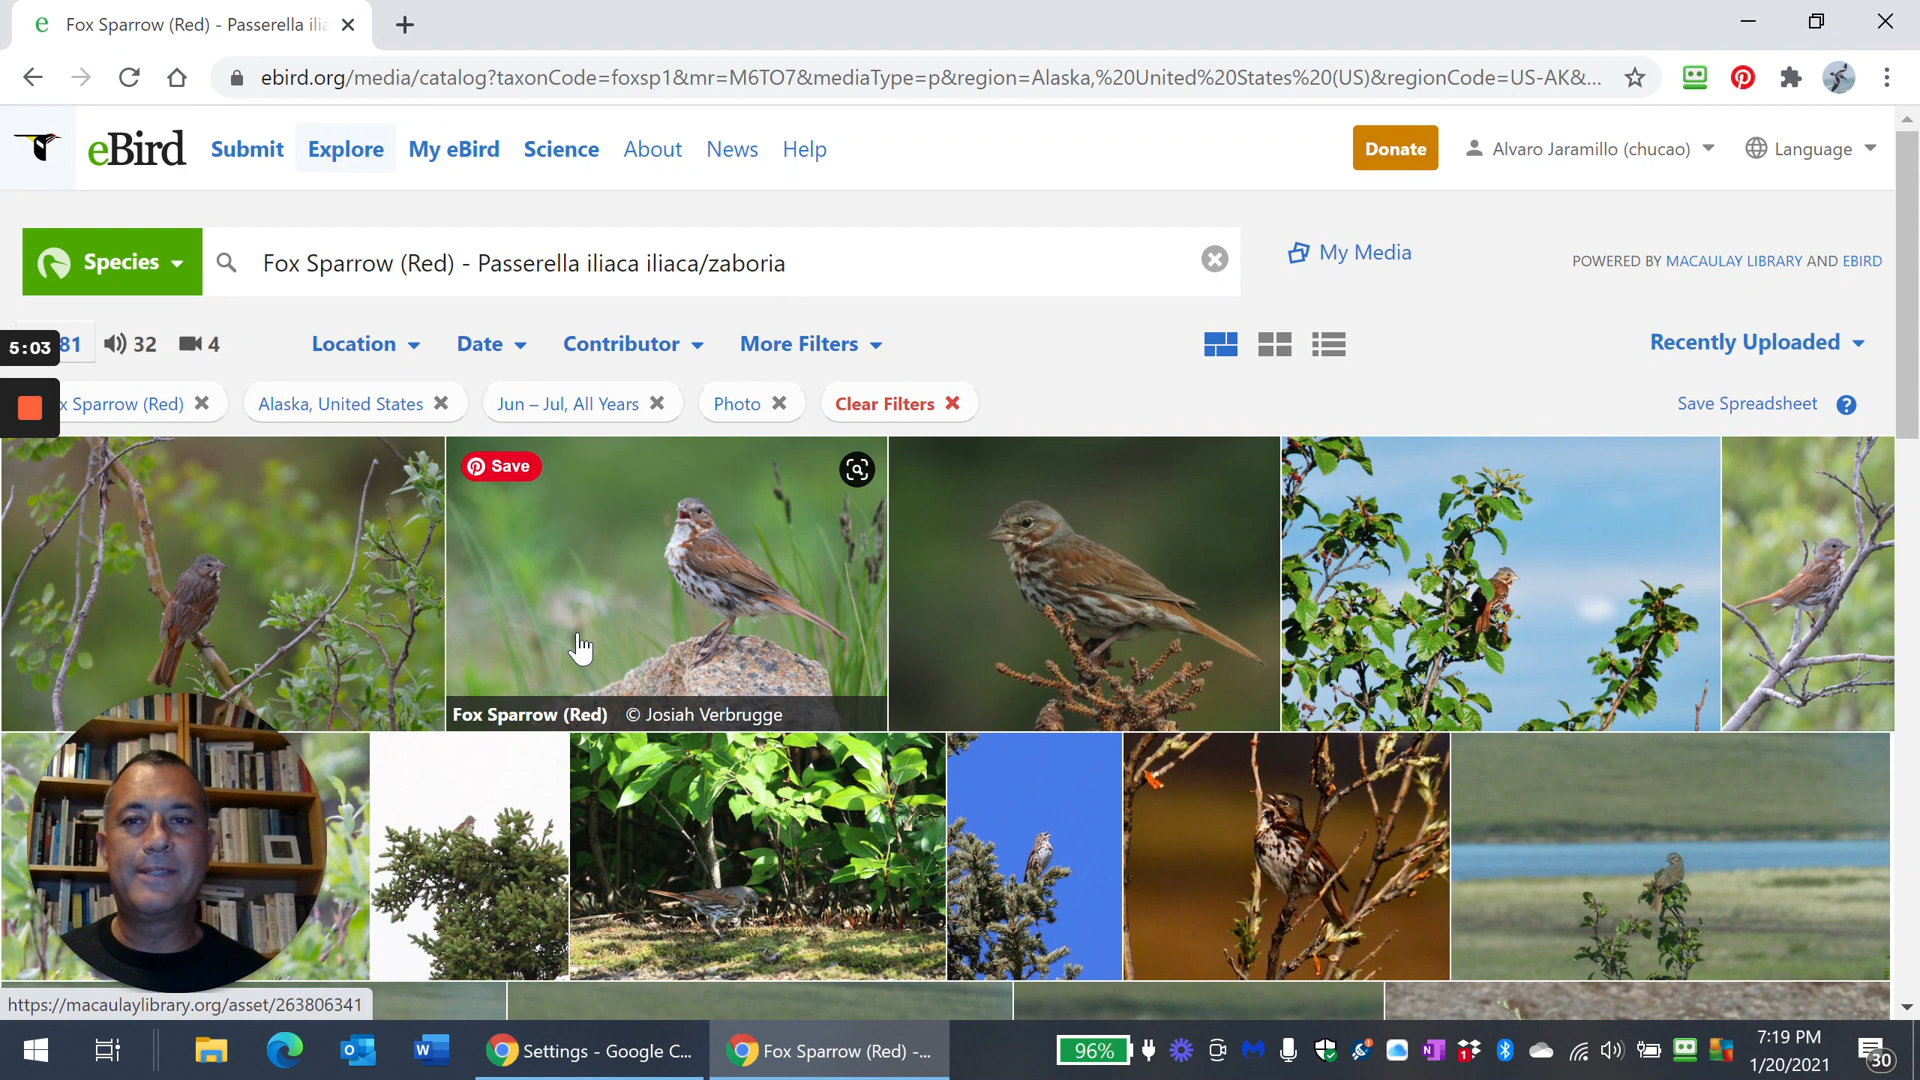 Fox Sparrow (Red) - Passerella ilia
ebird.org/media/catalog?taxonCode=foxsp1&mr=M6TO7&mediaType=p&region=Alaska,%20United%20States%20(US)&regionCode=US-AK&...
eBird Submit Explore My eBird Science About News Help Donate Alvaro Jaramillo (chucao) Language
Species Fox Sparrow (Red) - Passerella iliaca iliaca/zaboria My Media POWERED BY MACAULAY LIBRARY AND EBIRD
5:03 81 32 4 Location Date Contributor More Filters Recently Uploaded
x Sparrow (Red) Alaska, United States Jun – Jul, All Years Photo Clear Filters Save Spreadsheet ?
Save
Fox Sparrow (Red) © Josiah Verbrugge
https://macaulaylibrary.org/asset/263806341
Settings - Google C... Fox Sparrow (Red) -... 96% 7:19 PM
1/20/2021 30